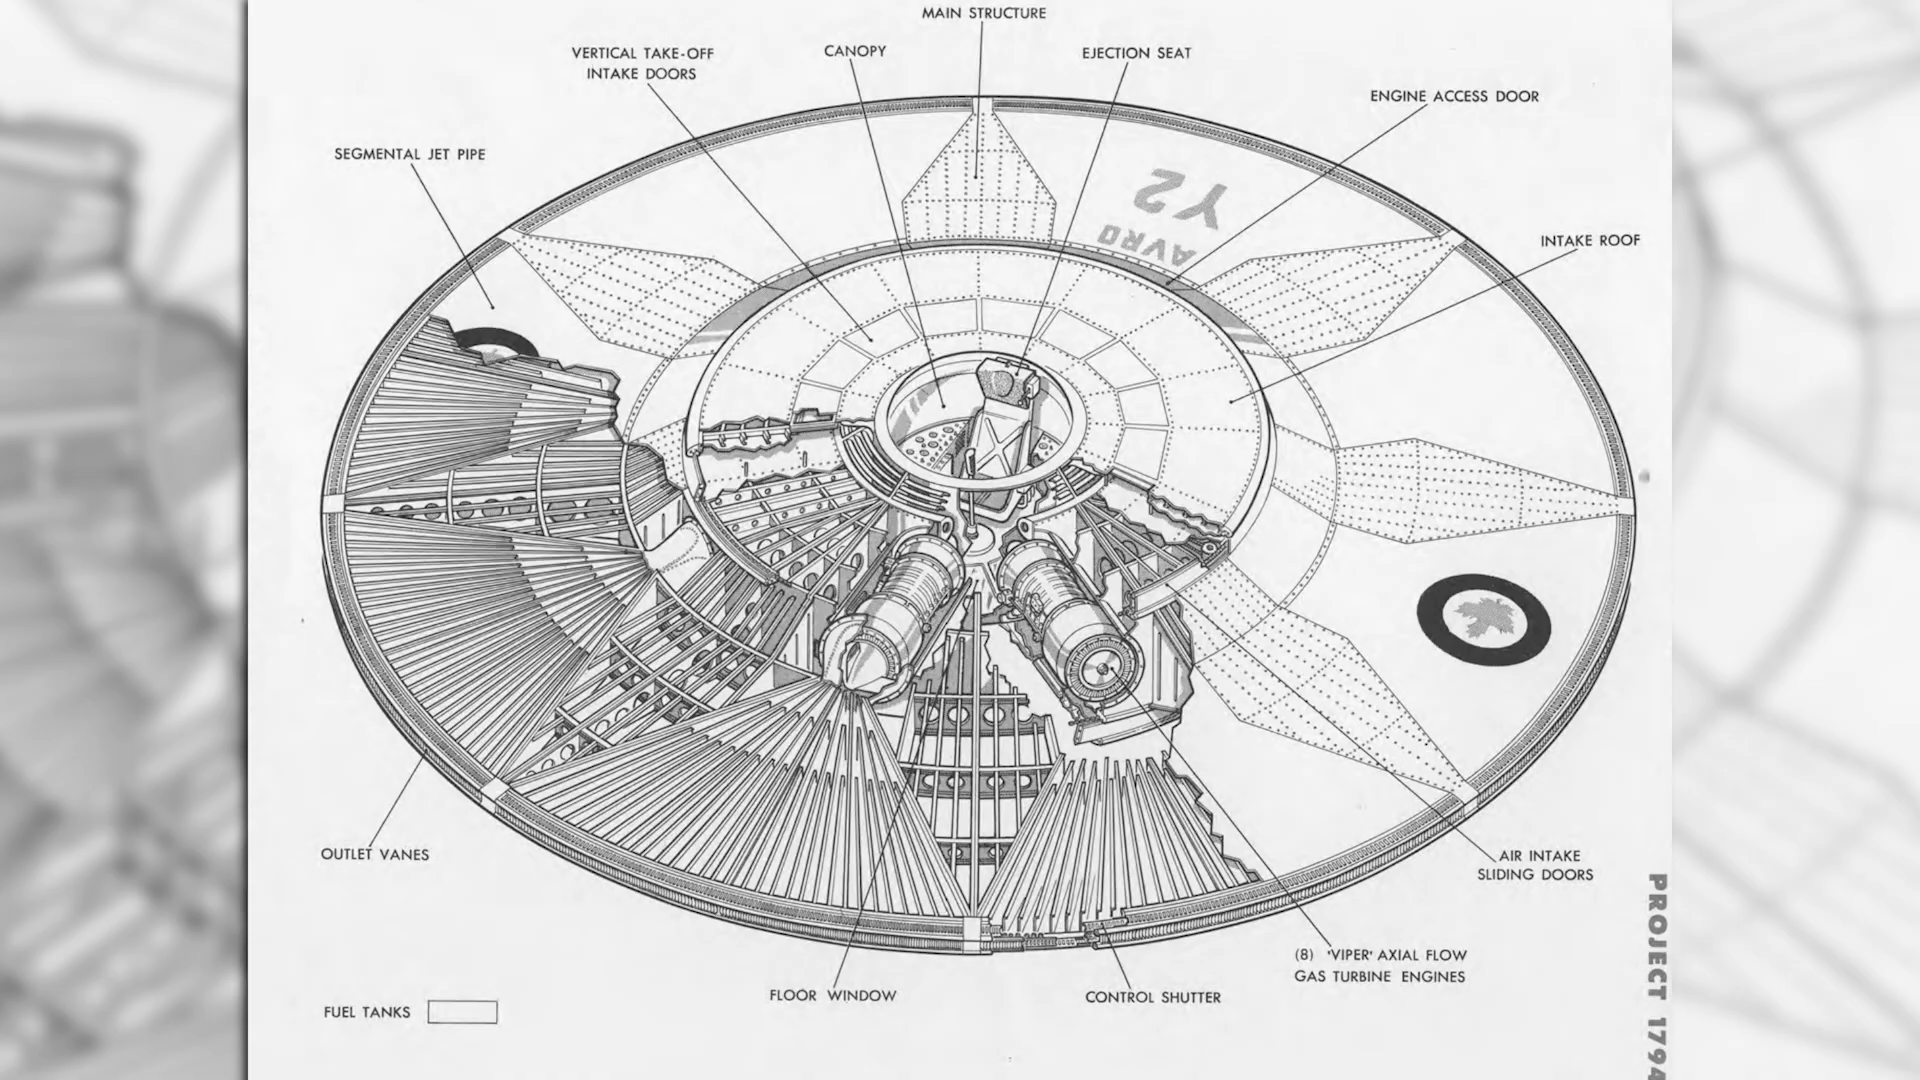 MAIN STRUCTURE
VERTICAL TAKE-OFF
INTAKE DOORS
CANOPY
EJECTION SEAT
ENGINE ACCESS DOOR
SEGMENTAL JET PIPE
AVRO
Y2
INTAKE ROOF
OUTLET VANES
AIR INTAKE
SLIDING DOORS
(8) 'VIPER' AXIAL FLOW
GAS TURBINE ENGINES
FLOOR WINDOW
CONTROL SHUTTER
FUEL TANKS
PROJECT 1794